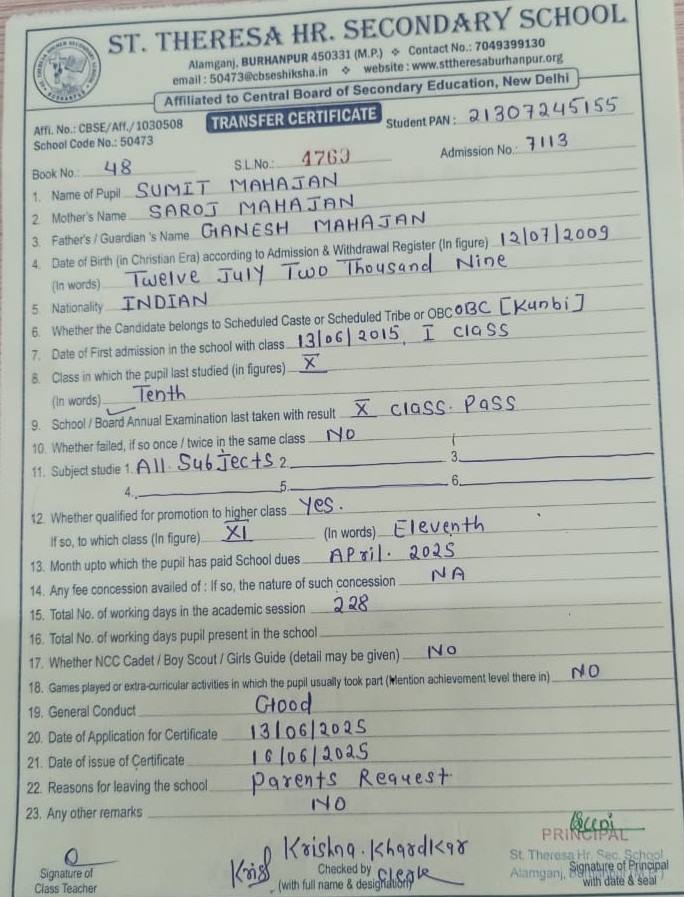 ST. THERESA HR. SECONDARY SCHOOL
Alamganj, BURHANPUR 450331 (M.P.) ❖ Contact No.: 7049399130
email : 50473@cbseshiksha.in ❖ website : www.sttheresaburhanpur.org
Affiliated to Central Board of Secondary Education, New Delhi
Affi. No.: CBSE/Aff./1030508 TRANSFER CERTIFICATE Student PAN : 21307245155
School Code No.: 50473
Book No.: 48 S.L.No.: 4763 Admission No.: 7113
1. Name of Pupil SUMIT MAHAJAN
2. Mother's Name SAROJ MAHAJAN
3. Father's / Guardian 's Name GANESH MAHAJAN
4. Date of Birth (in Christian Era) according to Admission & Withdrawal Register (In figure) 12/07/2009
(In words) Twelve July Two Thousand Nine
5. Nationality INDIAN
6. Whether the Candidate belongs to Scheduled Caste or Scheduled Tribe or OBC OBC [Kunbi]
7. Date of First admission in the school with class 13/06/2015, I class
8. Class in which the pupil last studied (in figures) X
(In words) Tenth
9. School / Board Annual Examination last taken with result X class. Pass
10. Whether failed, if so once / twice in the same class NO
11. Subject studie 1. All. Subjects 2. 3.
4. 5. 6.
12. Whether qualified for promotion to higher class Yes.
If so, to which class (In figure) XI (In words) Eleventh
13. Month upto which the pupil has paid School dues April. 2025
14. Any fee concession availed of : If so, the nature of such concession NA
15. Total No. of working days in the academic session 228
16. Total No. of working days pupil present in the school
17. Whether NCC Cadet / Boy Scout / Girls Guide (detail may be given) NO
18. Games played or extra-curricular activities in which the pupil usually took part (Mention achievement level there in) NO
19. General Conduct Good
20. Date of Application for Certificate 13/06/2025
21. Date of issue of Certificate 16/06/2025
22. Reasons for leaving the school Parents Request
23. Any other remarks NO
PRINCIPAL
Krishna. Khardkar
St. Theresa Hr. Sec. School
Signature of Checked by Clerk Alamganj, Signature of Principal
Class Teacher (with full name & designation) with date & seal